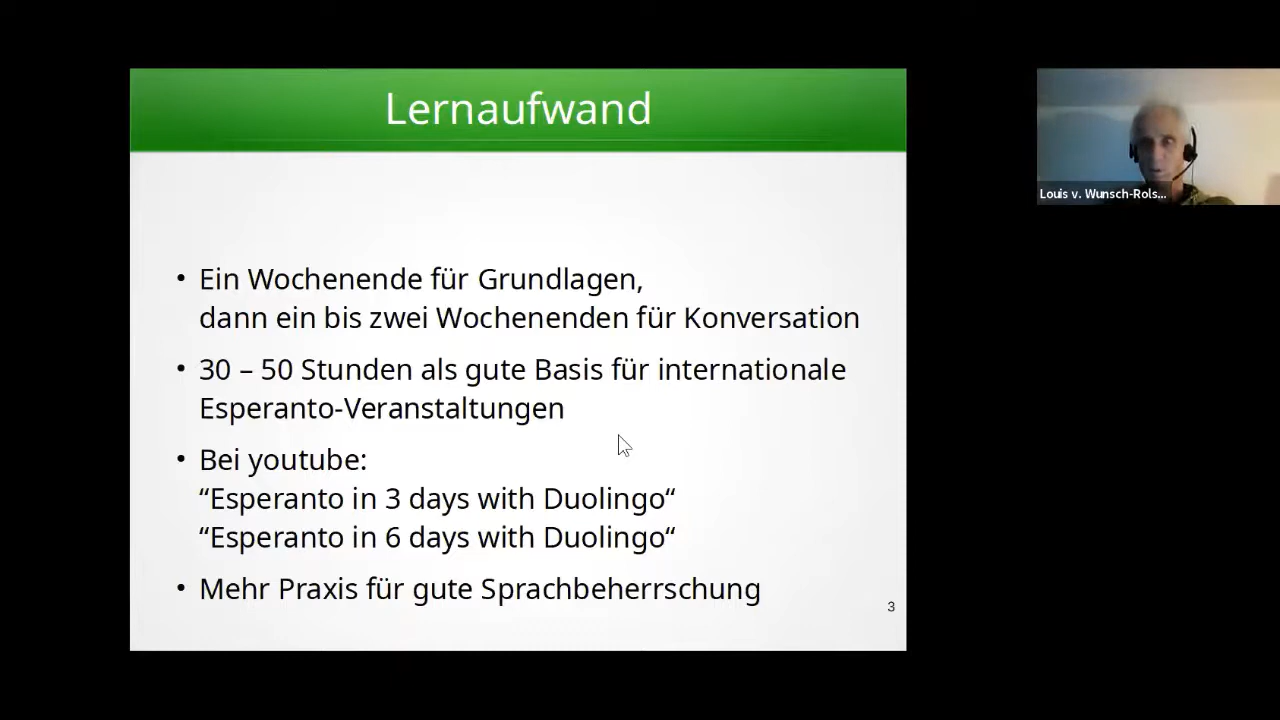 Lernaufwand
• Ein Wochenende für Grundlagen,
dann ein bis zwei Wochenenden für Konversation
• 30 – 50 Stunden als gute Basis für internationale
Esperanto-Veranstaltungen
• Bei youtube:
“Esperanto in 3 days with Duolingo“
“Esperanto in 6 days with Duolingo“
• Mehr Praxis für gute Sprachbeherrschung
3
Louis v. Wunsch-Rols...